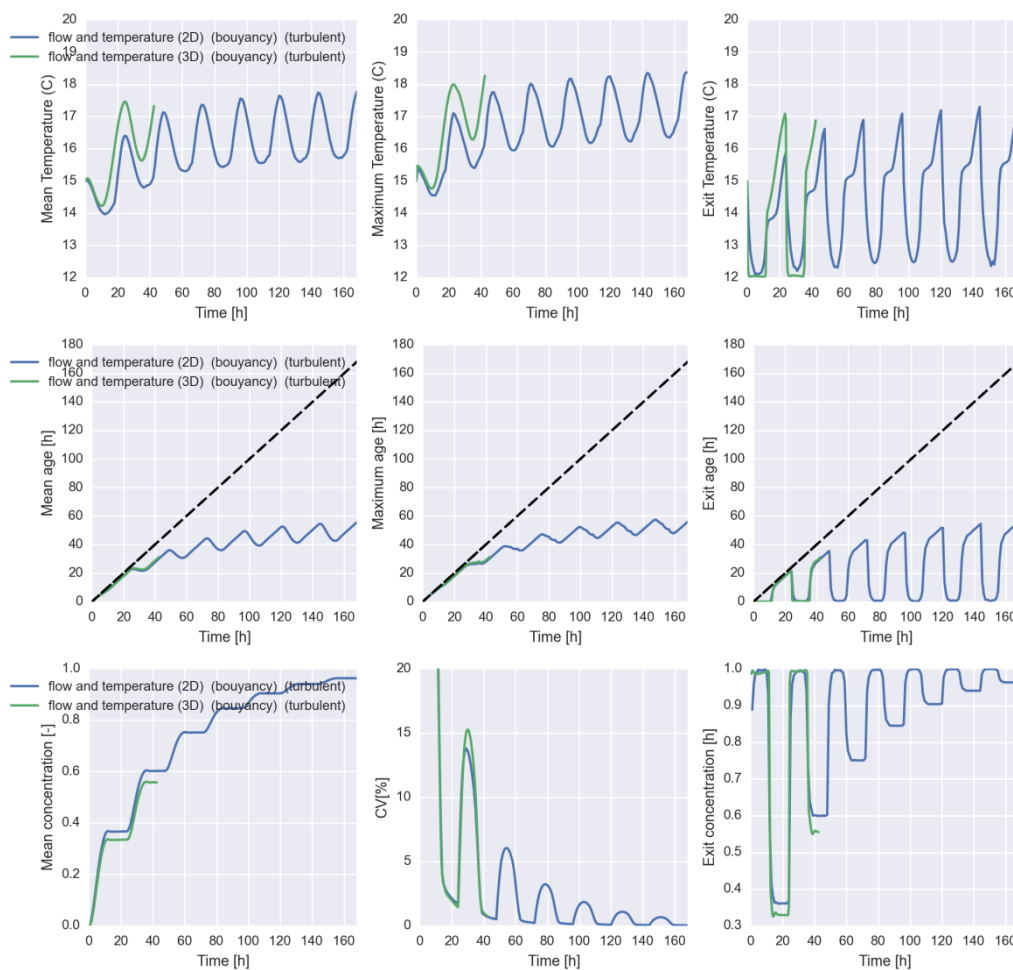 20
19
18
17
16
15
14
13
12
0 20 40 60 80 100 120 140 160
Time [h]
Mean Temperature (C)
flow and temperature (2D) (bouyancy) (turbulent)
flow and temperature (3D) (bouyancy) (turbulent)
20
19
18
17
16
15
14
13
12
0 20 40 60 80 100 120 140 160
Time [h]
Maximum Temperature (C)
20
19
18
17
16
15
14
13
12
0 20 40 60 80 100 120 140 160
Time [h]
Exit Temperature (C)
180
160
140
120
100
80
60
40
20
0
0 20 40 60 80 100 120 140 160
Time [h]
Mean age [h]
flow and temperature (2D) (bouyancy) (turbulent)
flow and temperature (3D) (bouyancy) (turbulent)
180
160
140
120
100
80
60
40
20
0
0 20 40 60 80 100 120 140 160
Time [h]
Maximum age [h]
180
160
140
120
100
80
60
40
20
0
0 20 40 60 80 100 120 140 160
Time [h]
Exit age [h]
1.0
0.8
0.6
0.4
0.2
0.0
0 20 40 60 80 100 120 140 160
Time [h]
Mean concentration [-]
flow and temperature (2D) (bouyancy) (turbulent)
flow and temperature (3D) (bouyancy) (turbulent)
20
15
10
5
0
0 20 40 60 80 100 120 140 160
Time [h]
CV[%]
1.0
0.9
0.8
0.7
0.6
0.5
0.4
0.3
0 20 40 60 80 100 120 140 160
Time [h]
Exit concentration [h]